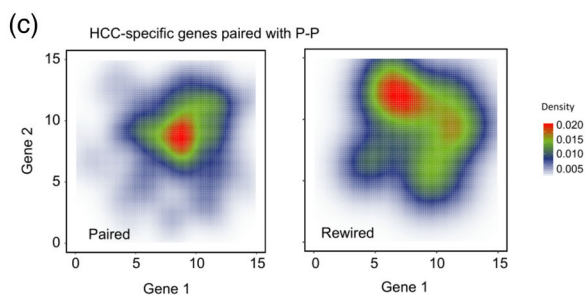 (c)
HCC-specific genes paired with P-P
Gene 2
15
10
5
0
Paired
Rewired
Density
0.020
0.015
0.010
0.005
0 5 10 15
0 5 10 15
Gene 1
Gene 1